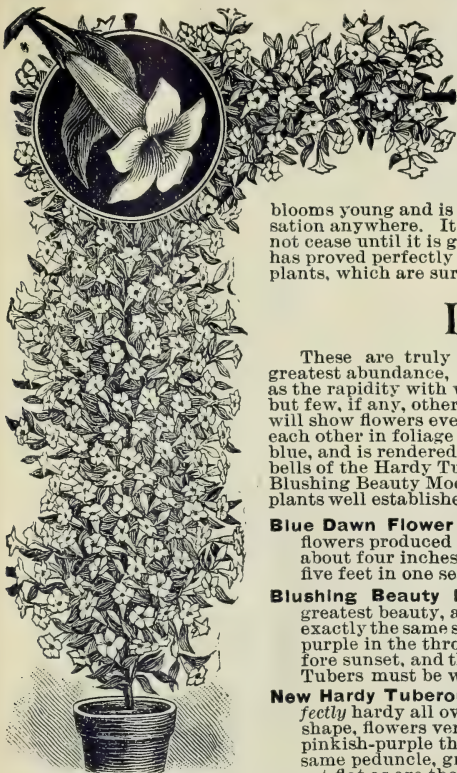 blooms young and is
sation anywhere. It
not cease until it is g
has proved perfectly
plants, which are sur
These are truly
greatest abundance,
as the rapidity with
but few, if any, other
will show flowers eve
each other in foliage
blue, and is rendered
bells of the Hardy Tu
Blushing Beauty Moo
plants well establishe
Blue Dawn Flower
flowers produced
about four inches
five feet in one se
Blushing Beauty
greatest beauty, a
exactly the same s
purple in the thro
fore sunset, and th
Tubers must be w
New Hardy Tuberou
fectly hardy all ov
shape, flowers ver
pinkish-purple th
same peduncle, gr